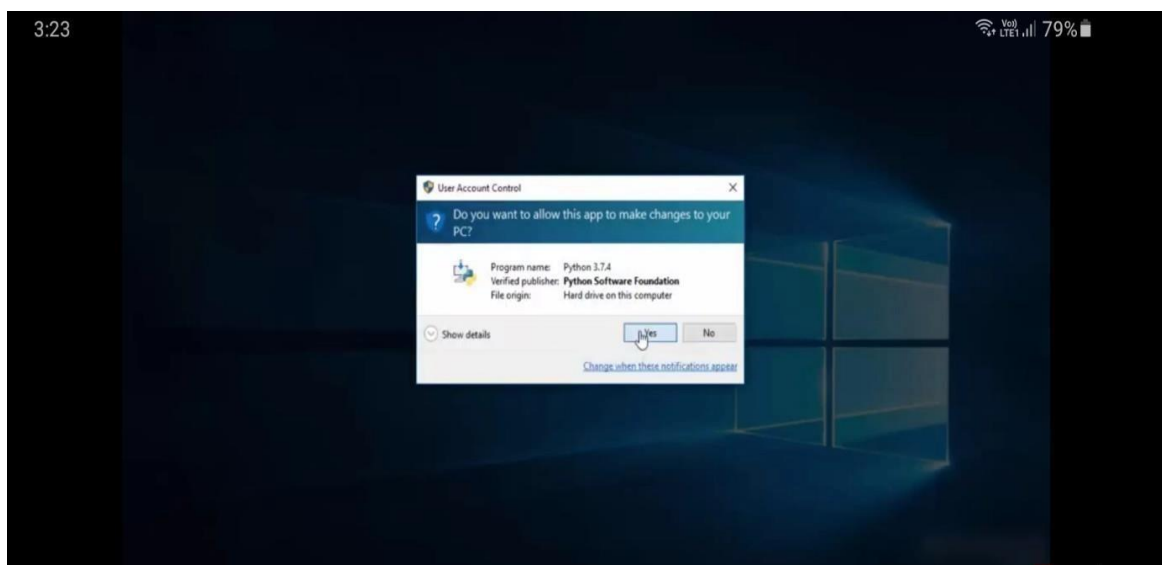 3:23
Vo)) LTE1 79%
User Account Control
Do you want to allow this app to make changes to your
PC?
Program name: Python 3.7.4
Verified publisher: Python Software Foundation
File origin: Hard drive on this computer
Show details
Yes No
Change when these notifications appear